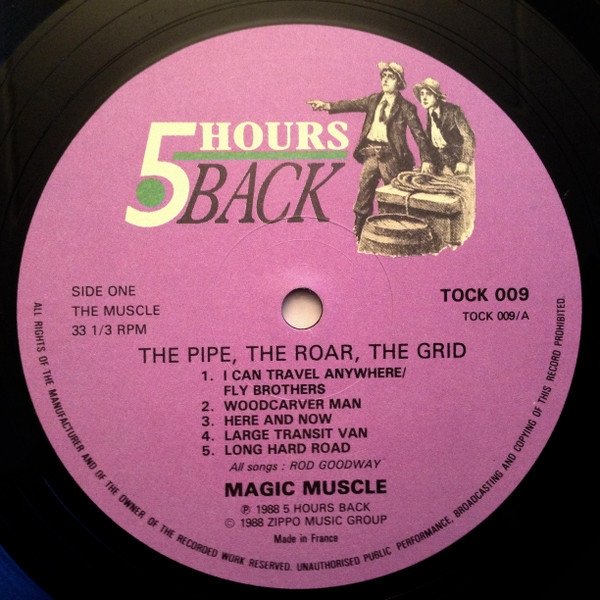 5 HOURS
BACK
SIDE ONE
THE MUSCLE
33 1/3 RPM
TOCK 009
TOCK 009/A
THE PIPE, THE ROAR, THE GRID
1. I CAN TRAVEL ANYWHERE/
FLY BROTHERS
2. WOODCARVER MAN
3. HERE AND NOW
4. LARGE TRANSIT VAN
5. LONG HARD ROAD
All songs : ROD GOODWAY
MAGIC MUSCLE
℗ 1988 5 HOURS BACK
© 1988 ZIPPO MUSIC GROUP
Made in France
ALL RIGHTS OF THE MANUFACTURER AND OF THE OWNER OF THE RECORDED WORK RESERVED. UNAUTHORISED PUBLIC PERFORMANCE, BROADCASTING AND COPYING OF THIS RECORD PROHIBITED.